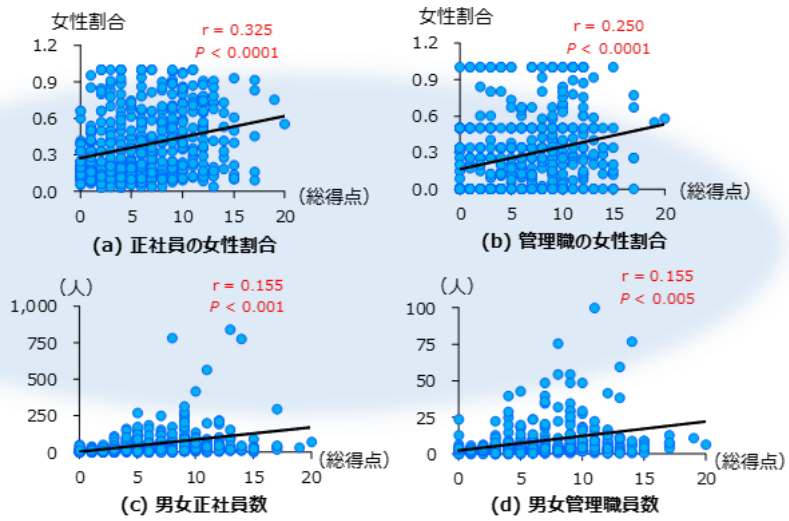 女性割合
r = 0.325
P < 0.0001
1.2
0.9
0.6
0.3
0.0
0 5 10 15 20
(総得点)
(a) 正社員の女性割合
女性割合
r = 0.250
P < 0.0001
1.2
0.9
0.6
0.3
0.0
0 5 10 15 20
(総得点)
(b) 管理職の女性割合
(人)
r = 0.155
P < 0.001
1,000
750
500
250
0
0 5 10 15 20
(総得点)
(c) 男女正社員数
(人)
r = 0.155
P < 0.005
100
75
50
25
0
0 5 10 15 20
(総得点)
(d) 男女管理職員数